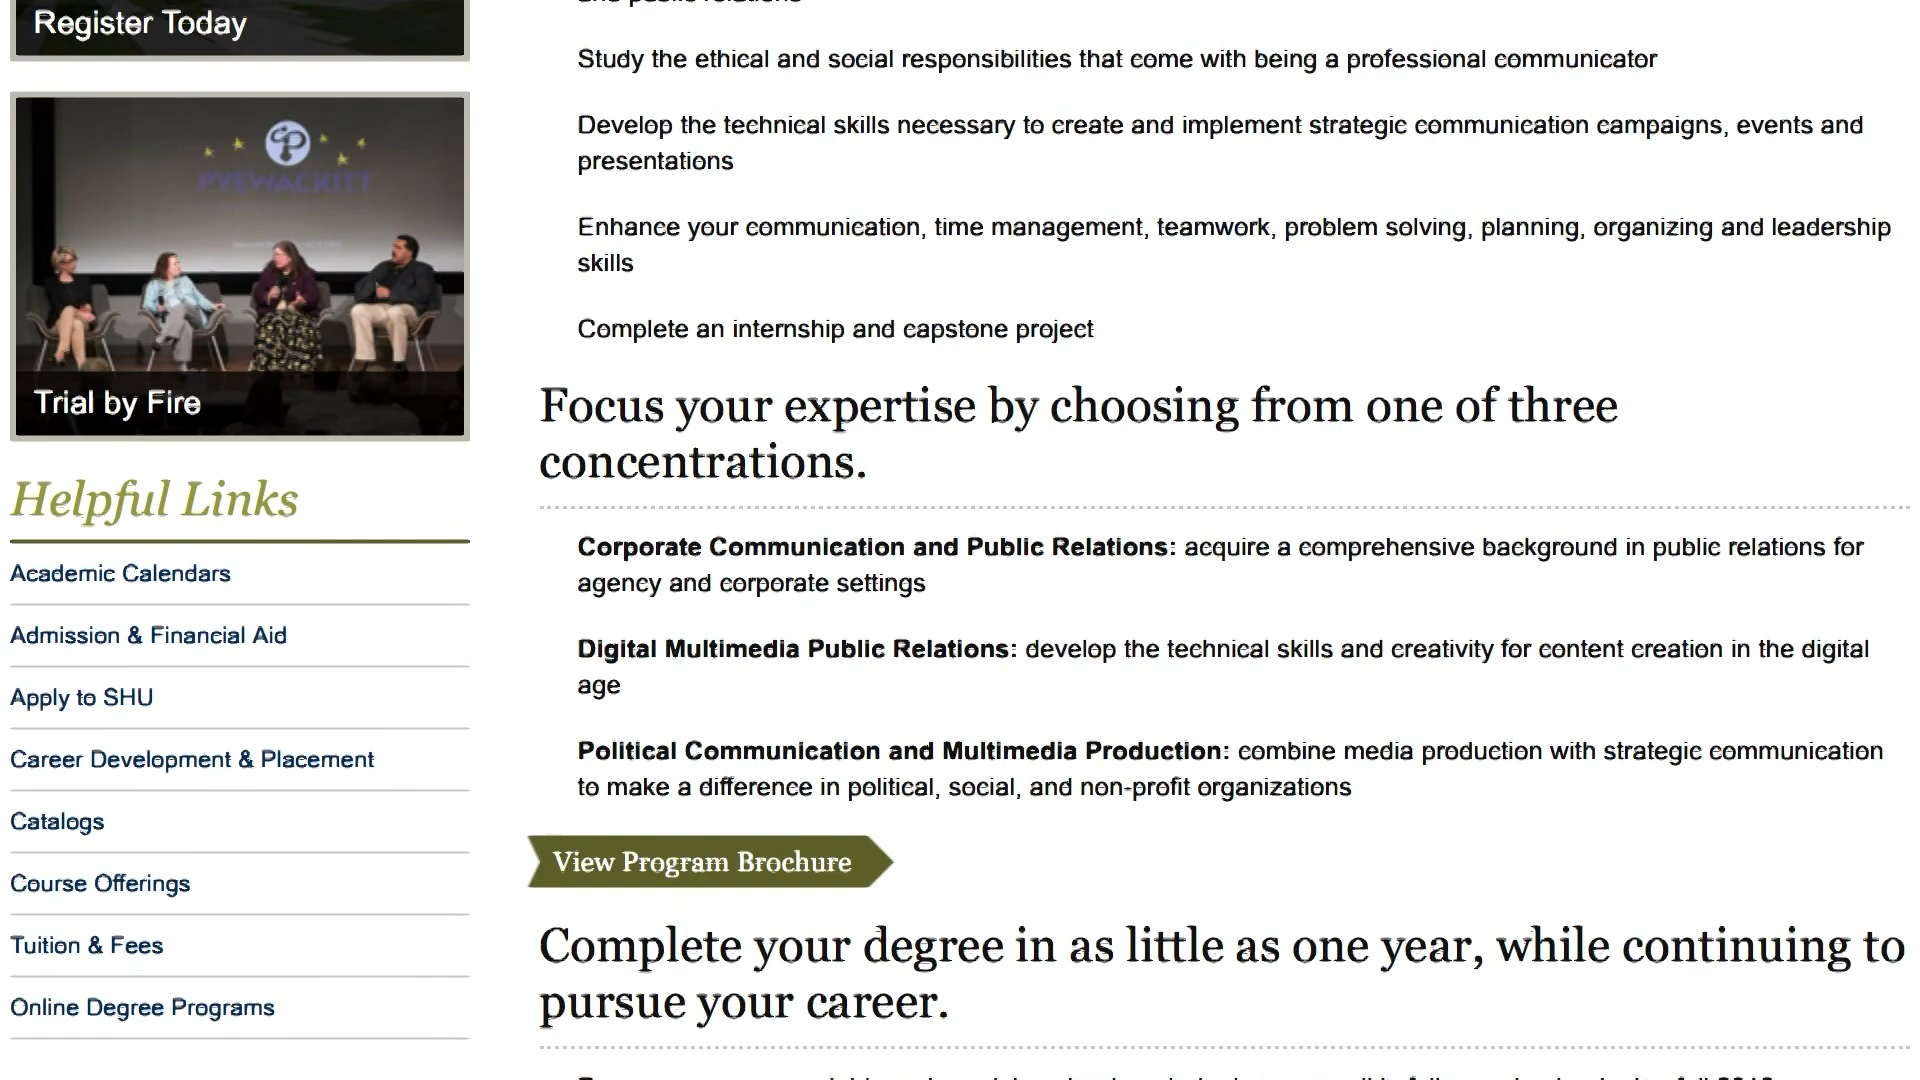 Register Today
PYEWACKITT
Trial by Fire
Helpful Links
Academic Calendars
Admission & Financial Aid
Apply to SHU
Career Development & Placement
Catalogs
Course Offerings
Tuition & Fees
Online Degree Programs
Study the ethical and social responsibilities that come with being a professional communicator
Develop the technical skills necessary to create and implement strategic communication campaigns, events and
presentations
Enhance your communication, time management, teamwork, problem solving, planning, organizing and leadership
skills
Complete an internship and capstone project
Focus your expertise by choosing from one of three
concentrations.
Corporate Communication and Public Relations: acquire a comprehensive background in public relations for
agency and corporate settings
Digital Multimedia Public Relations: develop the technical skills and creativity for content creation in the digital
age
Political Communication and Multimedia Production: combine media production with strategic communication
to make a difference in political, social, and non-profit organizations
View Program Brochure
Complete your degree in as little as one year, while continuing to
pursue your career.